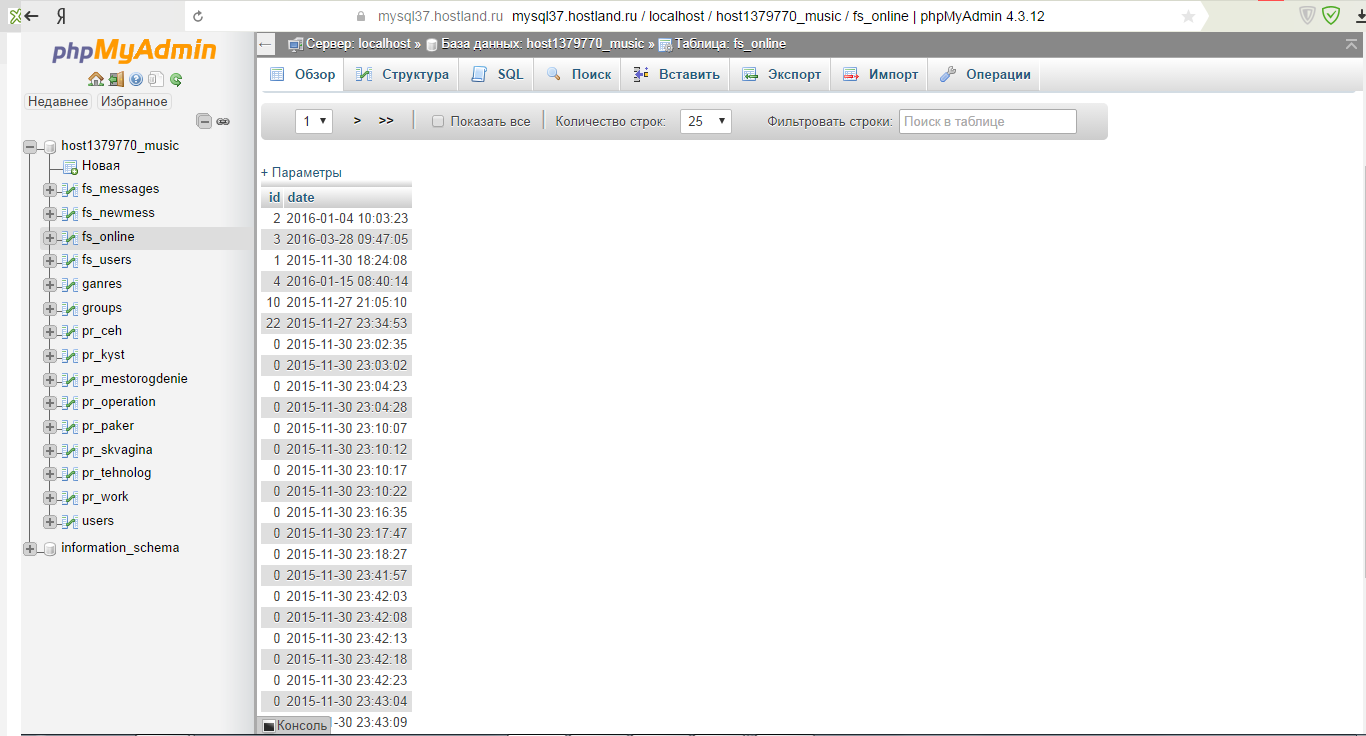 Я mysql37.hostland.ru mysql37.hostland.ru / localhost / host1379770_music / fs_online | phpMyAdmin 4.3.12
phpMyAdmin
Недавнее Избранное
host1379770_music
Новая
fs_messages
fs_newmess
fs_online
fs_users
ganres
groups
pr_ceh
pr_kyst
pr_mestorogdenie
pr_operation
pr_paker
pr_skvagina
pr_tehnolog
pr_work
users
information_schema
Сервер: localhost » База данных: host1379770_music » Таблица: fs_online
Обзор Структура SQL Поиск Вставить Экспорт Импорт Операции
1 > >> Показать все Количество строк: 25 Фильтровать строки: Поиск в таблице
+ Параметры
id date
2 2016-01-04 10:03:23
3 2016-03-28 09:47:05
1 2015-11-30 18:24:08
4 2016-01-15 08:40:14
10 2015-11-27 21:05:10
22 2015-11-27 23:34:53
0 2015-11-30 23:02:35
0 2015-11-30 23:03:02
0 2015-11-30 23:04:23
0 2015-11-30 23:04:28
0 2015-11-30 23:10:07
0 2015-11-30 23:10:12
0 2015-11-30 23:10:17
0 2015-11-30 23:10:22
0 2015-11-30 23:16:35
0 2015-11-30 23:17:47
0 2015-11-30 23:18:27
0 2015-11-30 23:41:57
0 2015-11-30 23:42:03
0 2015-11-30 23:42:08
0 2015-11-30 23:42:13
0 2015-11-30 23:42:18
0 2015-11-30 23:42:23
0 2015-11-30 23:43:04
Консоль -30 23:43:09